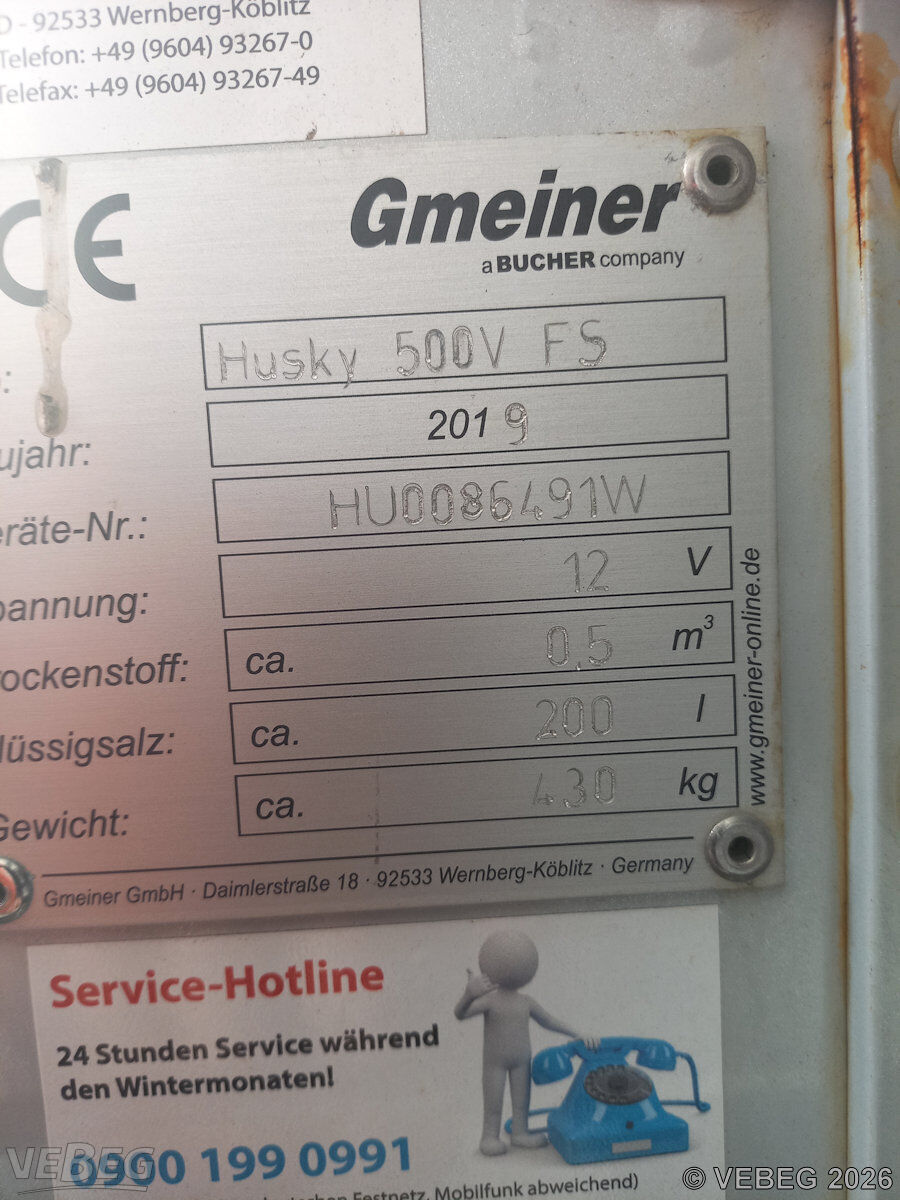 D - 92533 Wernberg-Köblitz
Telefon: +49 (9604) 93267-0
Telefax: +49 (9604) 93267-49
CE
Gmeiner
a BUCHER company
Husky 500V FS
ujahr: 2019
eräte-Nr.: HU0086491W
pannung: 12 V
rockenstoff: ca. 0,5 m³
lüssigsalz: ca. 200 l
Gewicht: ca. 430 kg
www.gmeiner-online.de
Gmeiner GmbH · Daimlerstraße 18 · 92533 Wernberg-Köblitz · Germany
Service-Hotline
24 Stunden Service während
den Wintermonaten!
0900 199 0991
Festnetz, Mobilfunk abweichend)
VEBEG
© VEBEG 2026